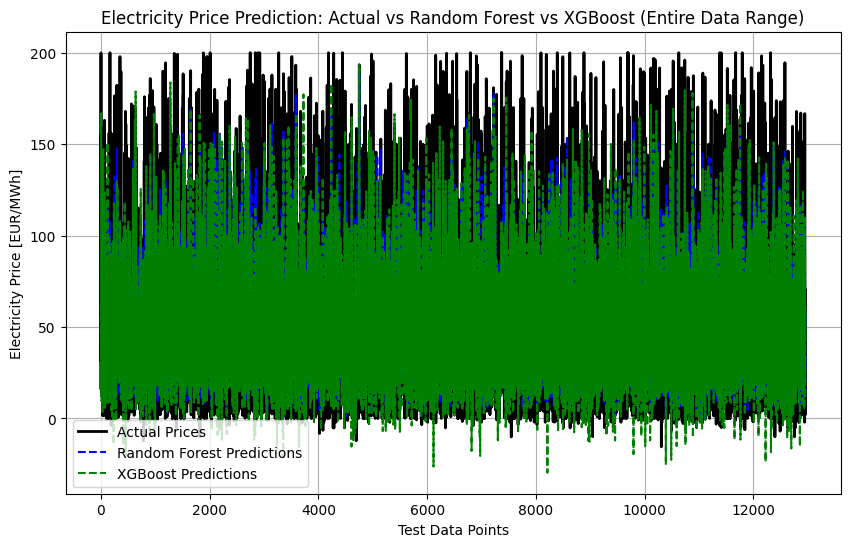 Electricity Price Prediction: Actual vs Random Forest vs XGBoost (Entire Data Range)
Electricity Price [EUR/MWh]
200
150
100
50
0
Actual Prices
Random Forest Predictions
XGBoost Predictions
0 2000 4000 6000 8000 10000 12000
Test Data Points